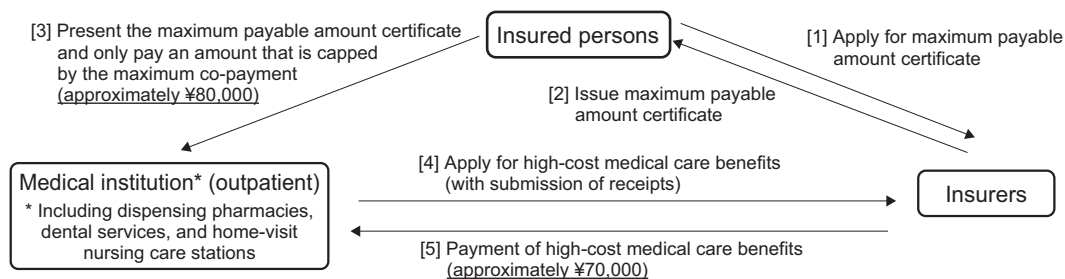 [3] Present the maximum payable amount certificate
and only pay an amount that is capped
by the maximum co-payment
(approximately ¥80,000)
Insured persons
[1] Apply for maximum payable
amount certificate
[2] Issue maximum payable
amount certificate
Medical institution* (outpatient)
* Including dispensing pharmacies,
dental services, and home-visit
nursing care stations
[4] Apply for high-cost medical care benefits
(with submission of receipts)
Insurers
[5] Payment of high-cost medical care benefits
(approximately ¥70,000)